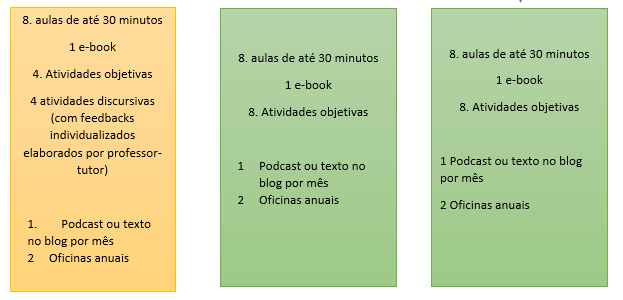 8. aulas de até 30 minutos
1 e-book
4. Atividades objetivas
4 atividades discursivas
(com feedbacks
individualizados
elaborados por professor-
tutor)
1. Podcast ou texto
no blog por mês
2 Oficinas anuais
8. aulas de até 30 minutos
1 e-book
8. Atividades objetivas
1 Podcast ou texto no
blog por mês
2 Oficinas anuais
8. aulas de até 30 minutos
1 e-book
8. Atividades objetivas
1 Podcast ou texto no blog
por mês
2 Oficinas anuais